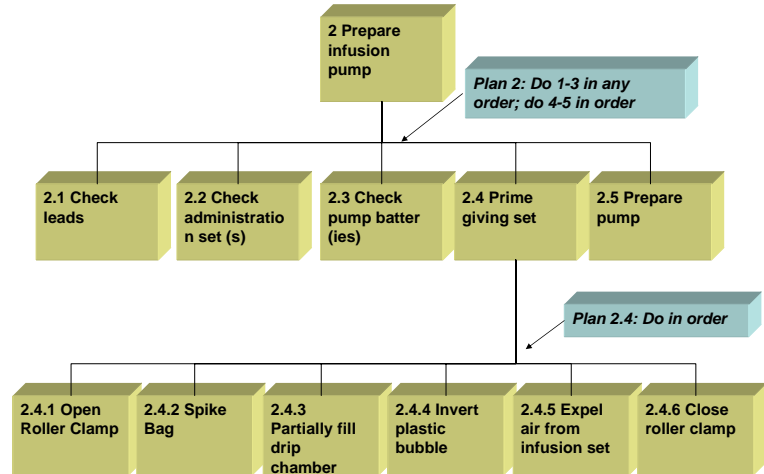 2 Prepare
infusion
pump
Plan 2: Do 1-3 in any
order; do 4-5 in order
2.1 Check
leads
2.2 Check
administratio
n set (s)
2.3 Check
pump batter
(ies)
2.4 Prime
giving set
2.5 Prepare
pump
Plan 2.4: Do in order
2.4.1 Open
Roller Clamp
2.4.2 Spike
Bag
2.4.3
Partially fill
drip
chamber
2.4.4 Invert
plastic
bubble
2.4.5 Expel
air from
infusion set
2.4.6 Close
roller clamp